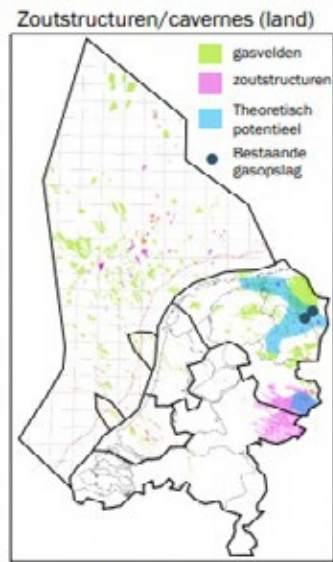 Zoutstructuren/cavernes (land)
gasvelden
zoutstructuren
Theoretisch
potentieel
Bestaande
gasopslag